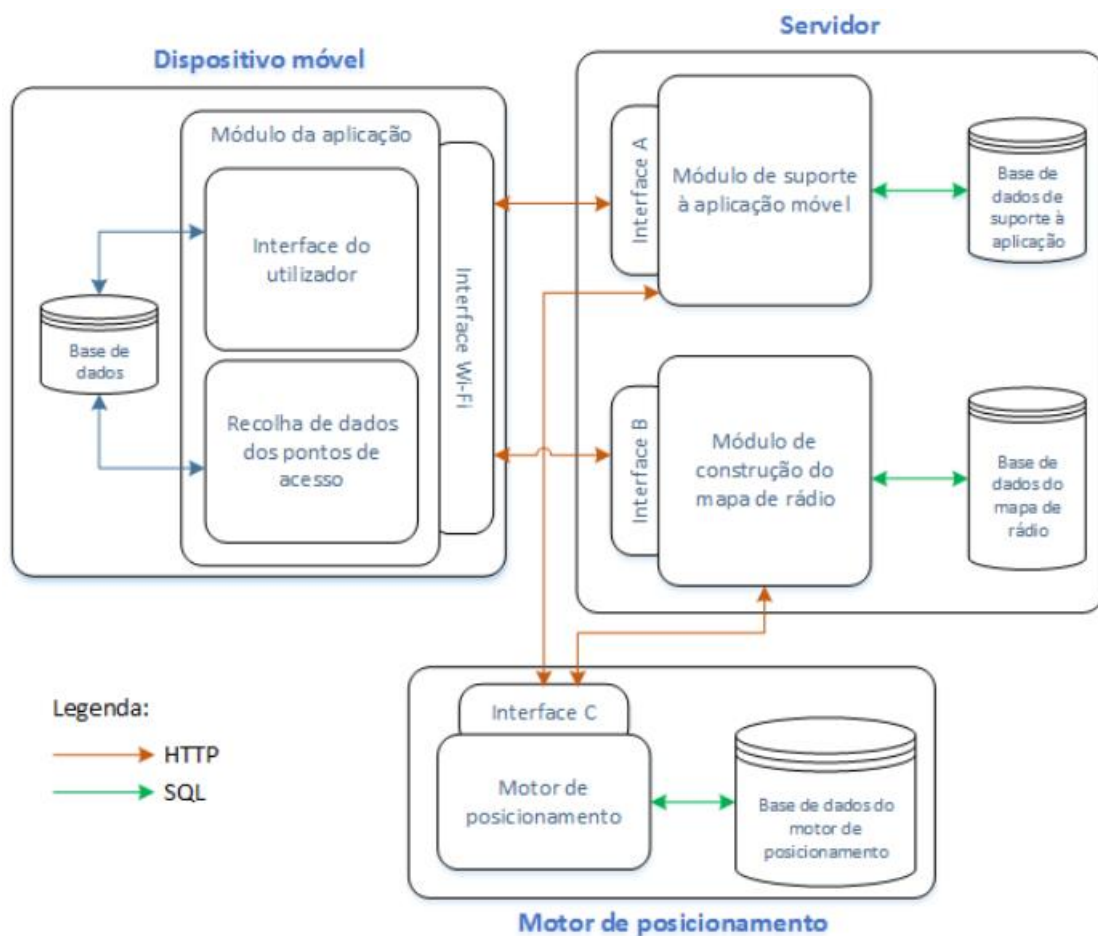 Dispositivo móvel
Módulo da aplicação
Interface do
utilizador
Recolha de dados
dos pontos de
acesso
Base de
dados
Interface Wi-Fi
Servidor
Interface A
Módulo de suporte
à aplicação móvel
Base de
dados de
suporte à
aplicação
Interface B
Módulo de
construção do
mapa de rádio
Base de
dados do
mapa de
rádio
Interface C
Motor de
posicionamento
Base de dados do
motor de
posicionamento
Motor de posicionamento
Legenda:
HTTP
SQL